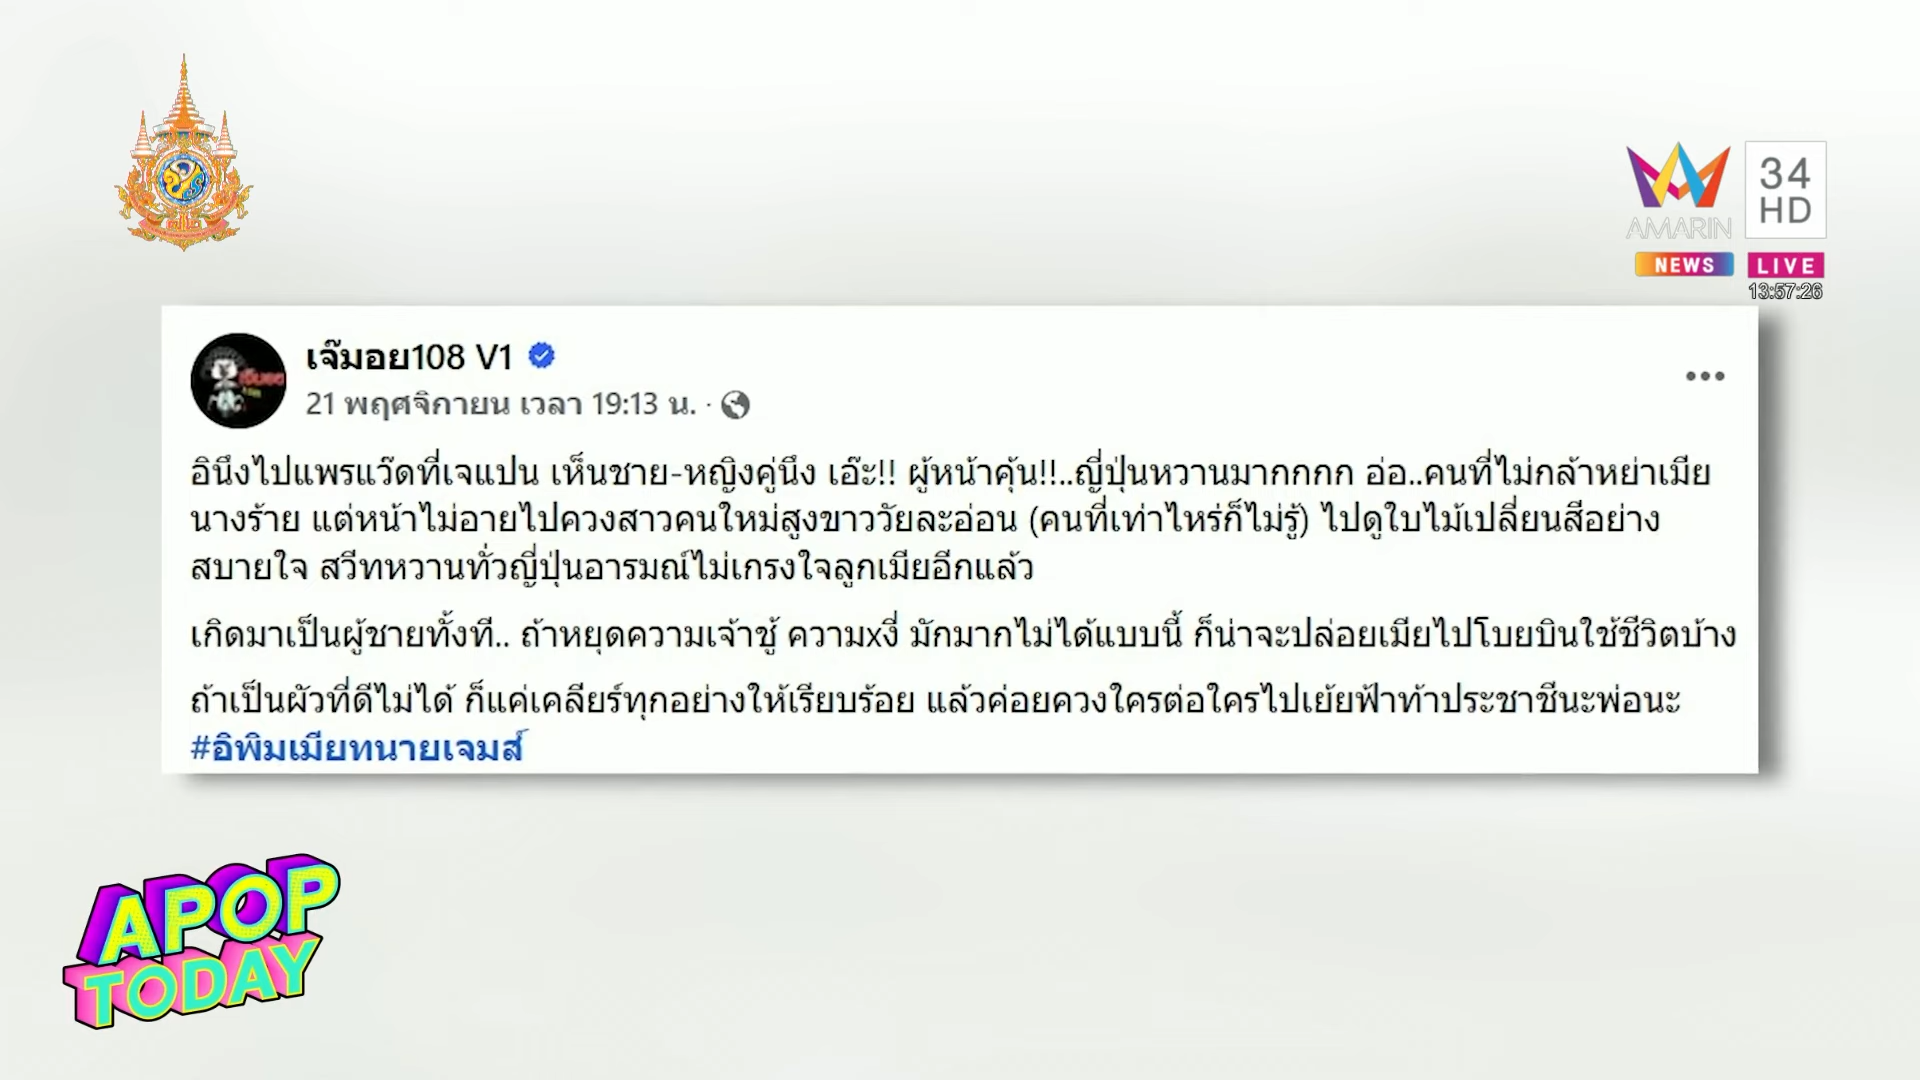 AMARIN
34
HD
NEWS
LIVE
13:57:26
เจ๊มอย108 V1
21 พฤศจิกายน เวลา 19:13 น. ·
อินึงไปแพรแว๊ดที่เจแปน เห็นชาย-หญิงคู่นึง เอ๊ะ!! ผู้หน้าคุ้น!!..ญี่ปุ่นหวานมากกกก อ่อ..คนที่ไม่กล้าหย่าเมีย
นางร้าย แต่หน้าไม่อายไปควงสาวคนใหม่สูงขาววัยละอ่อน (คนที่เท่าไหร่ก็ไม่รู้) ไปดูใบไม้เปลี่ยนสีอย่าง
สบายใจ สวีทหวานทั่วญี่ปุ่นอารมณ์ไม่เกรงใจลูกเมียอีกแล้ว
เกิดมาเป็นผู้ชายทั้งที.. ถ้าหยุดความเจ้าชู้ ความxงี่ มักมากไม่ได้แบบนี้ ก็น่าจะปล่อยเมียไปโบยบินใช้ชีวิตบ้าง
ถ้าเป็นผัวที่ดีไม่ได้ ก็แค่เคลียร์ทุกอย่างให้เรียบร้อย แล้วค่อยควงใครต่อใครไปเย้ยฟ้าท้าประชาชีนะพ่อนะ
#อิพิมเมียทนายเจมส์
APOP
TODAY